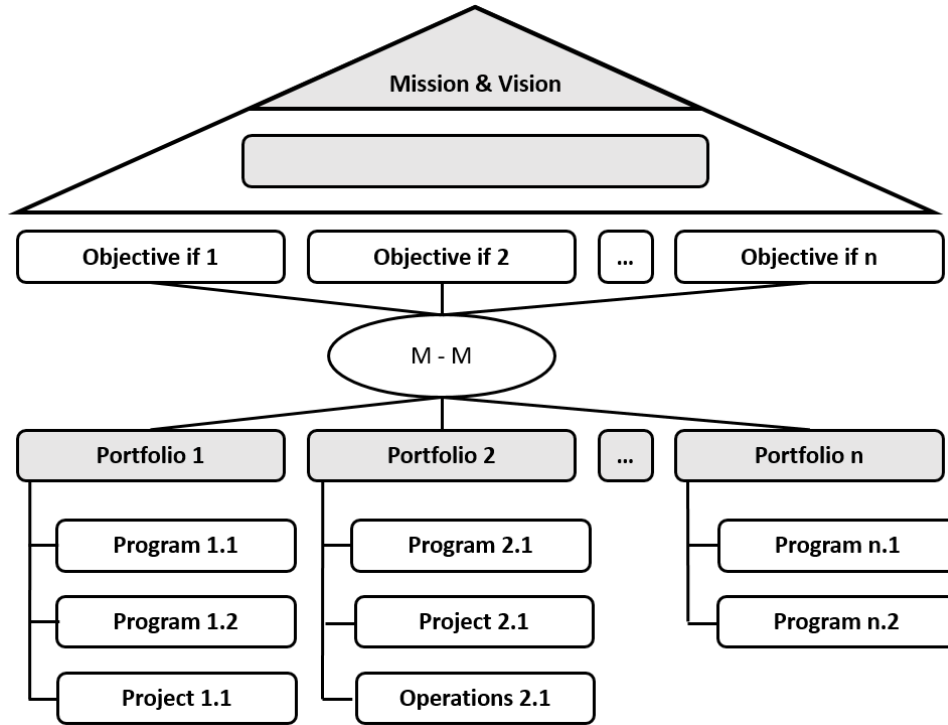 Mission & Vision
Objective if 1
Objective if 2
...
Objective if n
M - M
Portfolio 1
Portfolio 2
...
Portfolio n
Program 1.1
Program 2.1
Program n.1
Program 1.2
Project 2.1
Program n.2
Project 1.1
Operations 2.1